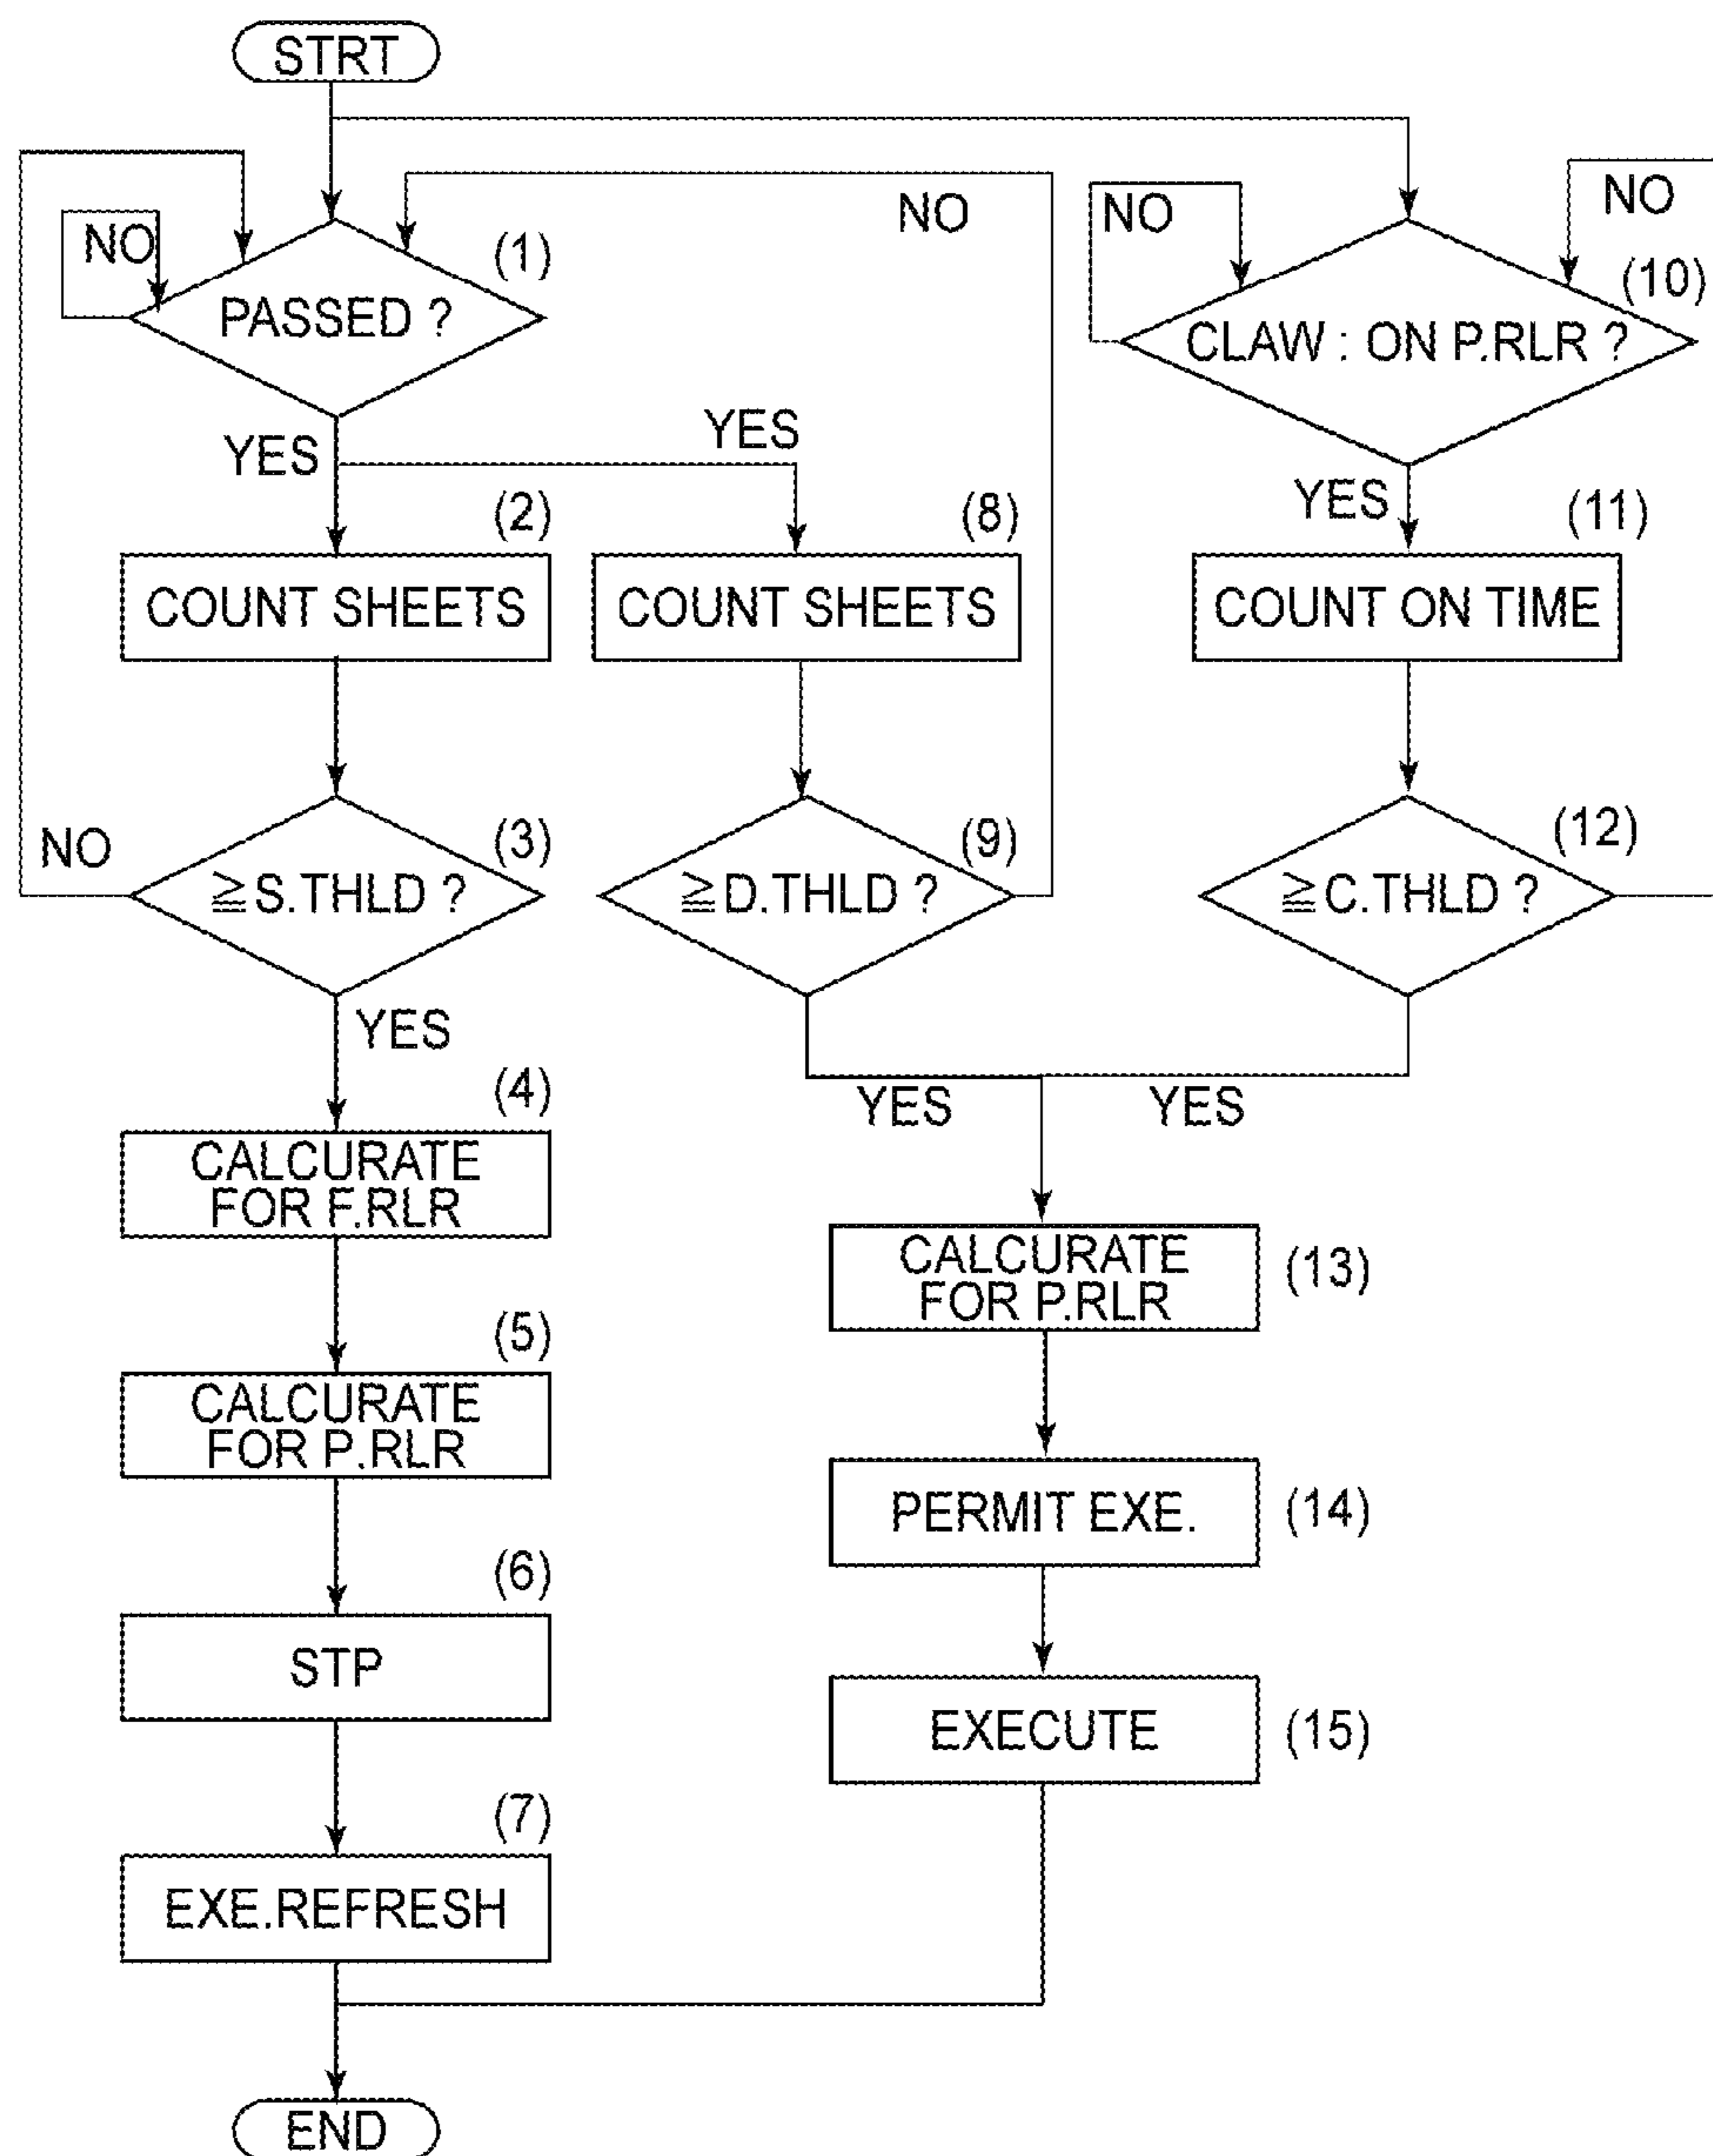 STRT
NO
NO
NO
NO
(1)
PASSED ?
(10)
CLAW : ON P.RLR ?
YES
YES
YES
(2)
(8)
(11)
COUNT SHEETS
COUNT SHEETS
COUNT ON TIME
NO
(3)
≧S.THLD ?
(9)
≧D.THLD ?
(12)
≧C.THLD ?
YES
YES
YES
(4)
CALCURATE
FOR F.RLR
(13)
CALCURATE
FOR P.RLR
(5)
CALCURATE
FOR P.RLR
(14)
PERMIT EXE.
(6)
STP
(15)
EXECUTE
(7)
EXE.REFRESH
END